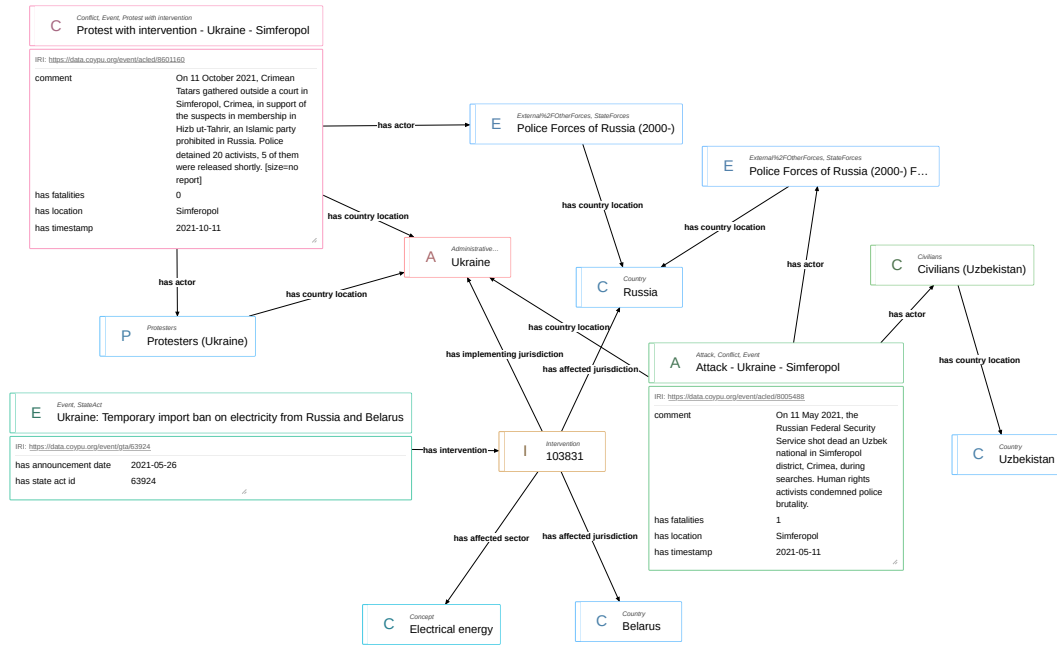 C
Conflict, Event, Protest with intervention
Protest with intervention - Ukraine - Simferopol
IRI: https://data.coypu.org/event/acled/8601160
comment
On 11 October 2021, Crimean
Tatars gathered outside a court in
Simferopol, Crimea, in support of
the suspects in membership in
Hizb ut-Tahrir, an Islamic party
prohibited in Russia. Police
detained 20 activists, 5 of them
were released shortly. [size=no
report]
has fatalities 0
has location Simferopol
has timestamp 2021-10-11
has actor
E
External%2FOtherForces, StateForces
Police Forces of Russia (2000-)
E
External%2FOtherForces, StateForces
Police Forces of Russia (2000-) F…
has country location
has country location
has country location
A
Administrative…
Ukraine
C
Country
Russia
has actor
C
Civilians
Civilians (Uzbekistan)
has actor
has country location
P
Protesters
Protesters (Ukraine)
has country location
has actor
has implementing jurisdiction
has affected jurisdiction
has country location
A
Attack, Conflict, Event
Attack - Ukraine - Simferopol
IRI: https://data.coypu.org/event/acled/8005488
comment
On 11 May 2021, the
Russian Federal Security
Service shot dead an Uzbek
national in Simferopol
district, Crimea, during
searches. Human rights
activists condemned police
brutality.
has fatalities 1
has location Simferopol
has timestamp 2021-05-11
E
Event, StateAct
Ukraine: Temporary import ban on electricity from Russia and Belarus
IRI: https://data.coypu.org/event/gta/63924
has announcement date 2021-05-26
has state act id 63924
has intervention
I
Intervention
103831
C
Country
Uzbekistan
has affected sector
has affected jurisdiction
C
Concept
Electrical energy
C
Country
Belarus